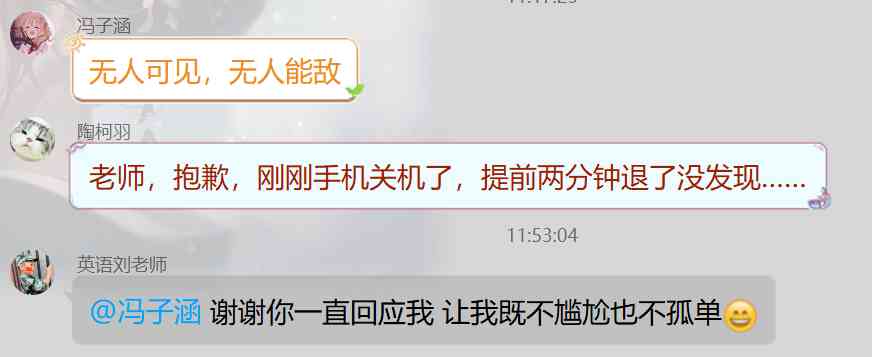 冯子涵
无人可见，无人能敌
陶柯羽
老师，抱歉，刚刚手机关机了，提前两分钟退了没发现......
11:53:04
英语刘老师
@冯子涵 谢谢你一直回应我 让我既不尴尬也不孤单😄